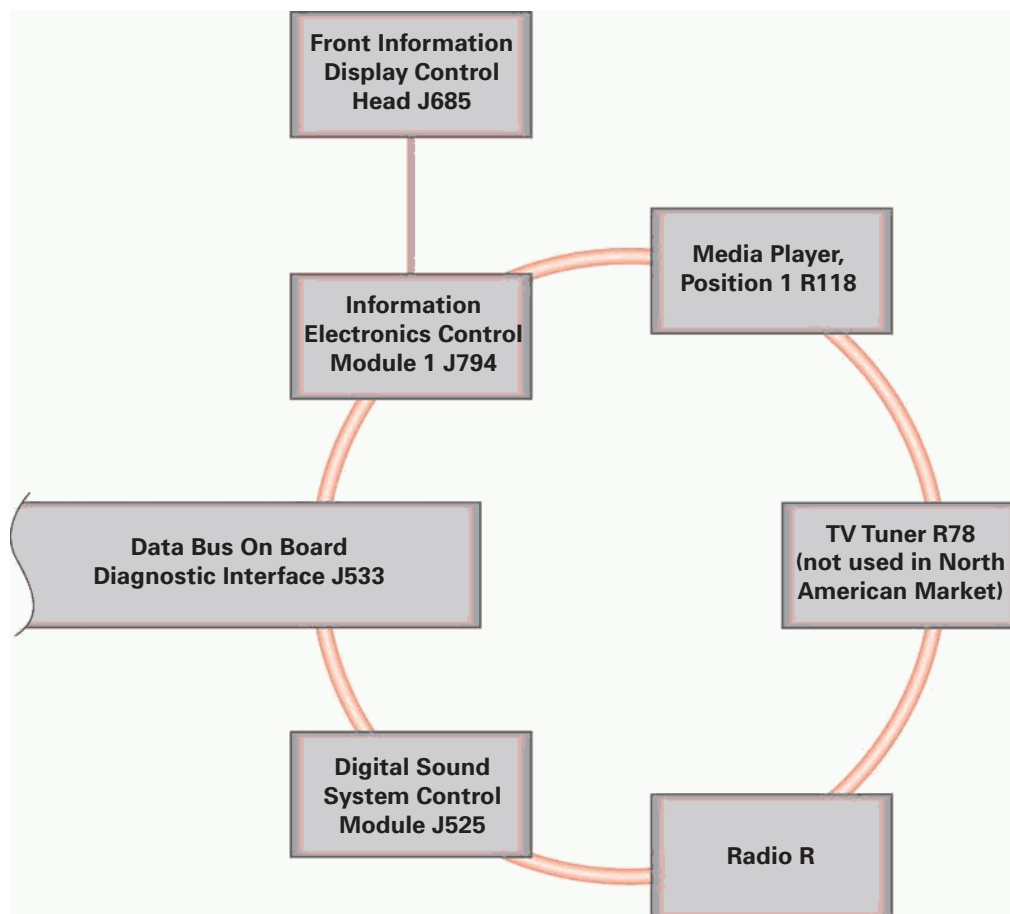 Front Information
Display Control
Head J685
Media Player,
Position 1 R118
Information
Electronics Control
Module 1 J794
Data Bus On Board
Diagnostic Interface J533
TV Tuner R78
(not used in North
American Market)
Digital Sound
System Control
Module J525
Radio R